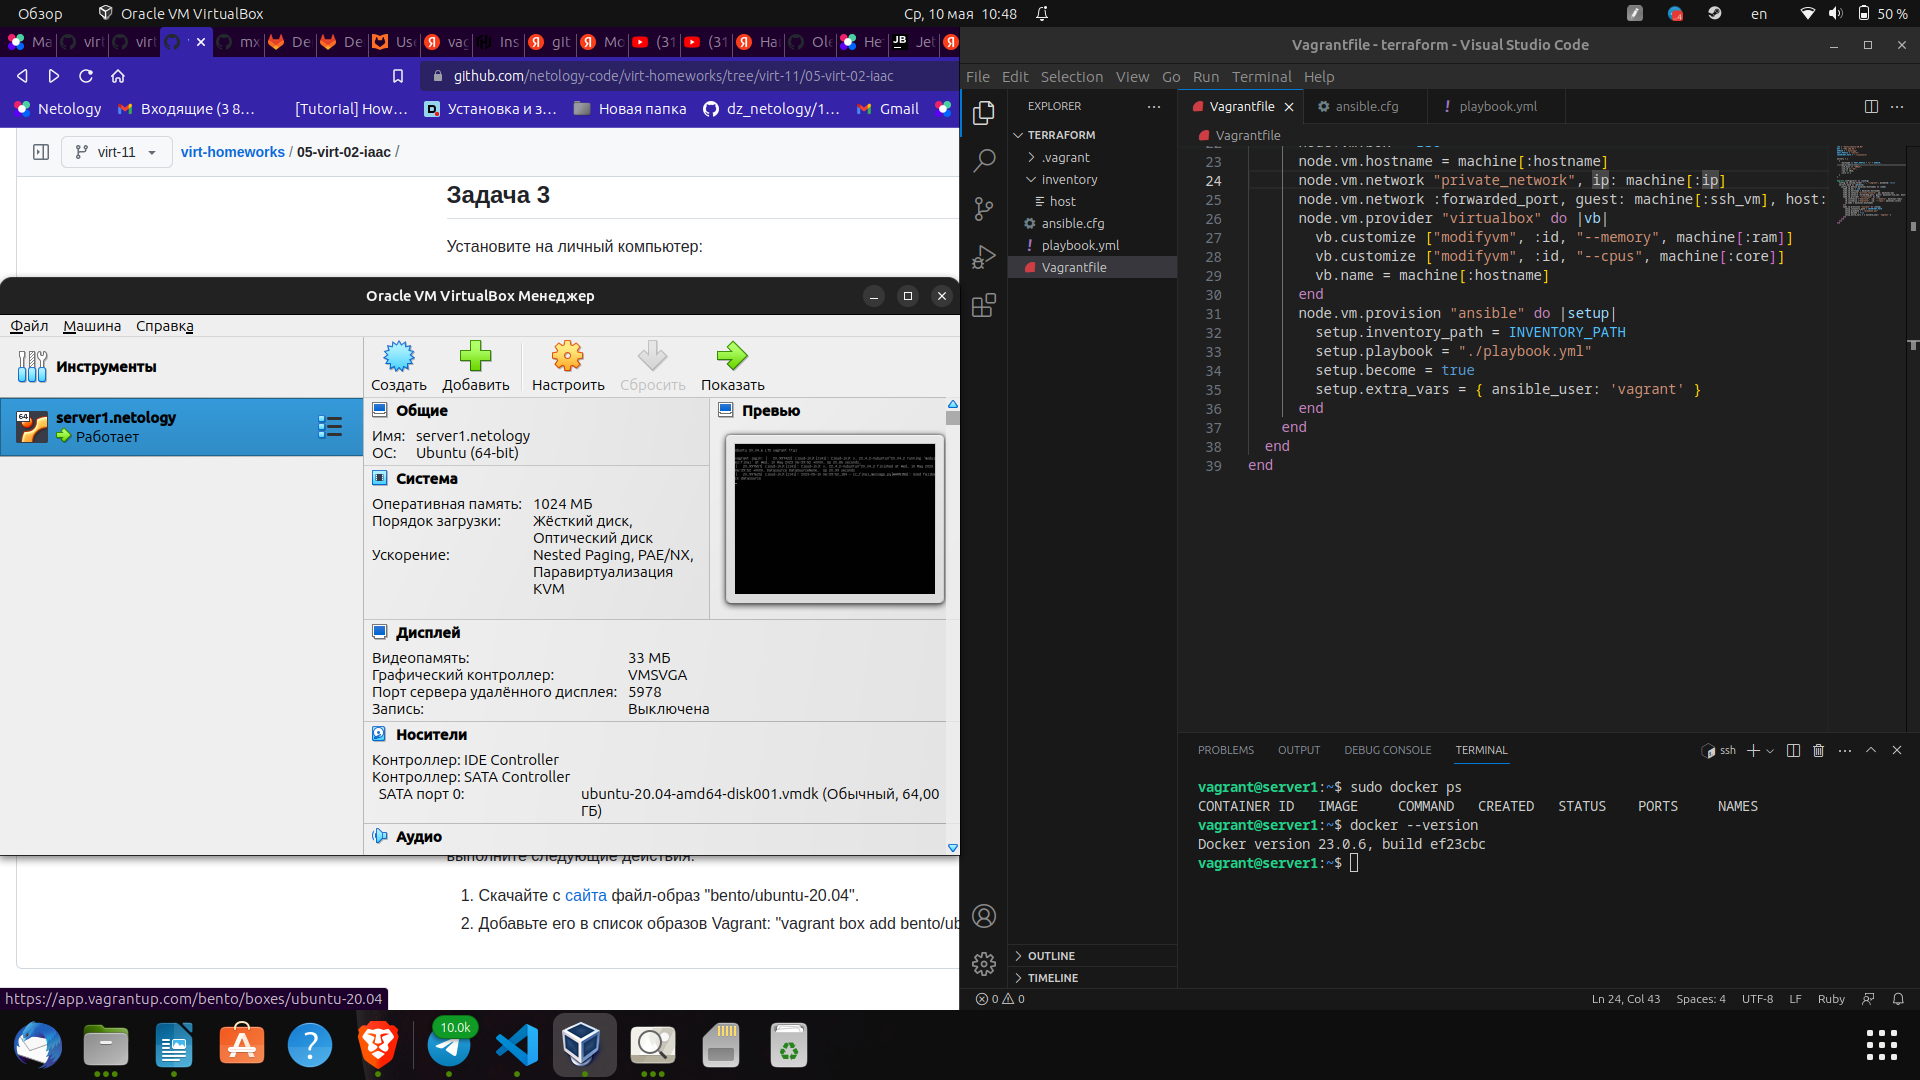 Обзор
Oracle VM VirtualBox
Ср, 10 мая 10:48
en
50 %
Ma
virt
virt
mx
De
De
Use
vag
Ins
git
Mo
(31
(31
Ha
Ole
He
Jet
github.com/netology-code/virt-homeworks/tree/virt-11/05-virt-02-iaac
Netology
Входящие (3 8…
[Tutorial] How…
Установка и з…
Новая папка
dz_netology/1…
Gmail
virt-11
virt-homeworks / 05-virt-02-iaac /
Задача 3
Установите на личный компьютер:
Oracle VM VirtualBox Менеджер
Файл Машина Справка
Инструменты
server1.netology
Работает
64
Создать
Добавить
Настроить
Сбросить
Показать
Общие
Имя: server1.netology
ОС: Ubuntu (64-bit)
Превью
Система
Оперативная память: 1024 МБ
Порядок загрузки: Жёсткий диск,
Оптический диск
Ускорение: Nested Paging, PAE/NX,
Паравиртуализация
KVM
Дисплей
Видеопамять: 33 МБ
Графический контроллер: VMSVGA
Порт сервера удалённого дисплея: 5978
Запись: Выключена
Носители
Контроллер: IDE Controller
Контроллер: SATA Controller
SATA порт 0: ubuntu-20.04-amd64-disk001.vmdk (Обычный, 64,00
ГБ)
Аудио
выполните следующие действия:
1. Скачайте с сайта файл-образ "bento/ubuntu-20.04".
2. Добавьте его в список образов Vagrant: "vagrant box add bento/ub
https://app.vagrantup.com/bento/boxes/ubuntu-20.04
Vagrantfile - terraform - Visual Studio Code
File Edit Selection View Go Run Terminal Help
EXPLORER
TERRAFORM
.vagrant
inventory
host
ansible.cfg
playbook.yml
Vagrantfile
OUTLINE
TIMELINE
Vagrantfile
ansible.cfg
playbook.yml
Vagrantfile
23 node.vm.hostname = machine[:hostname]
24 node.vm.network "private_network", ip: machine[:ip]
25 node.vm.network :forwarded_port, guest: machine[:ssh_vm], host:
26 node.vm.provider "virtualbox" do |vb|
27 vb.customize ["modifyvm", :id, "--memory", machine[:ram]]
28 vb.customize ["modifyvm", :id, "--cpus", machine[:core]]
29 vb.name = machine[:hostname]
30 end
31 node.vm.provision "ansible" do |setup|
32 setup.inventory_path = INVENTORY_PATH
33 setup.playbook = "./playbook.yml"
34 setup.become = true
35 setup.extra_vars = { ansible_user: 'vagrant' }
36 end
37 end
38 end
39 end
PROBLEMS OUTPUT DEBUG CONSOLE TERMINAL
ssh
vagrant@server1:~$ sudo docker ps
CONTAINER ID IMAGE COMMAND CREATED STATUS PORTS NAMES
vagrant@server1:~$ docker --version
Docker version 23.0.6, build ef23cbc
vagrant@server1:~$
0 0
Ln 24, Col 43 Spaces: 4 UTF-8 LF Ruby
10.0k